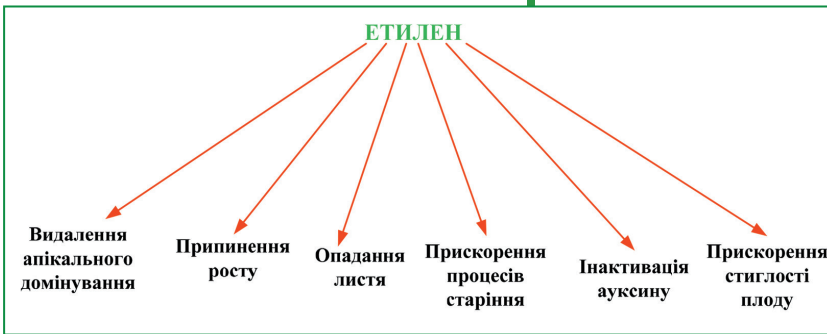 ЕТИЛЕН
Видалення
апікального
домінування
Припинення
росту
Опадання
листя
Прискорення
процесів
старіння
Інактивація
ауксину
Прискорення
стиглості
плоду